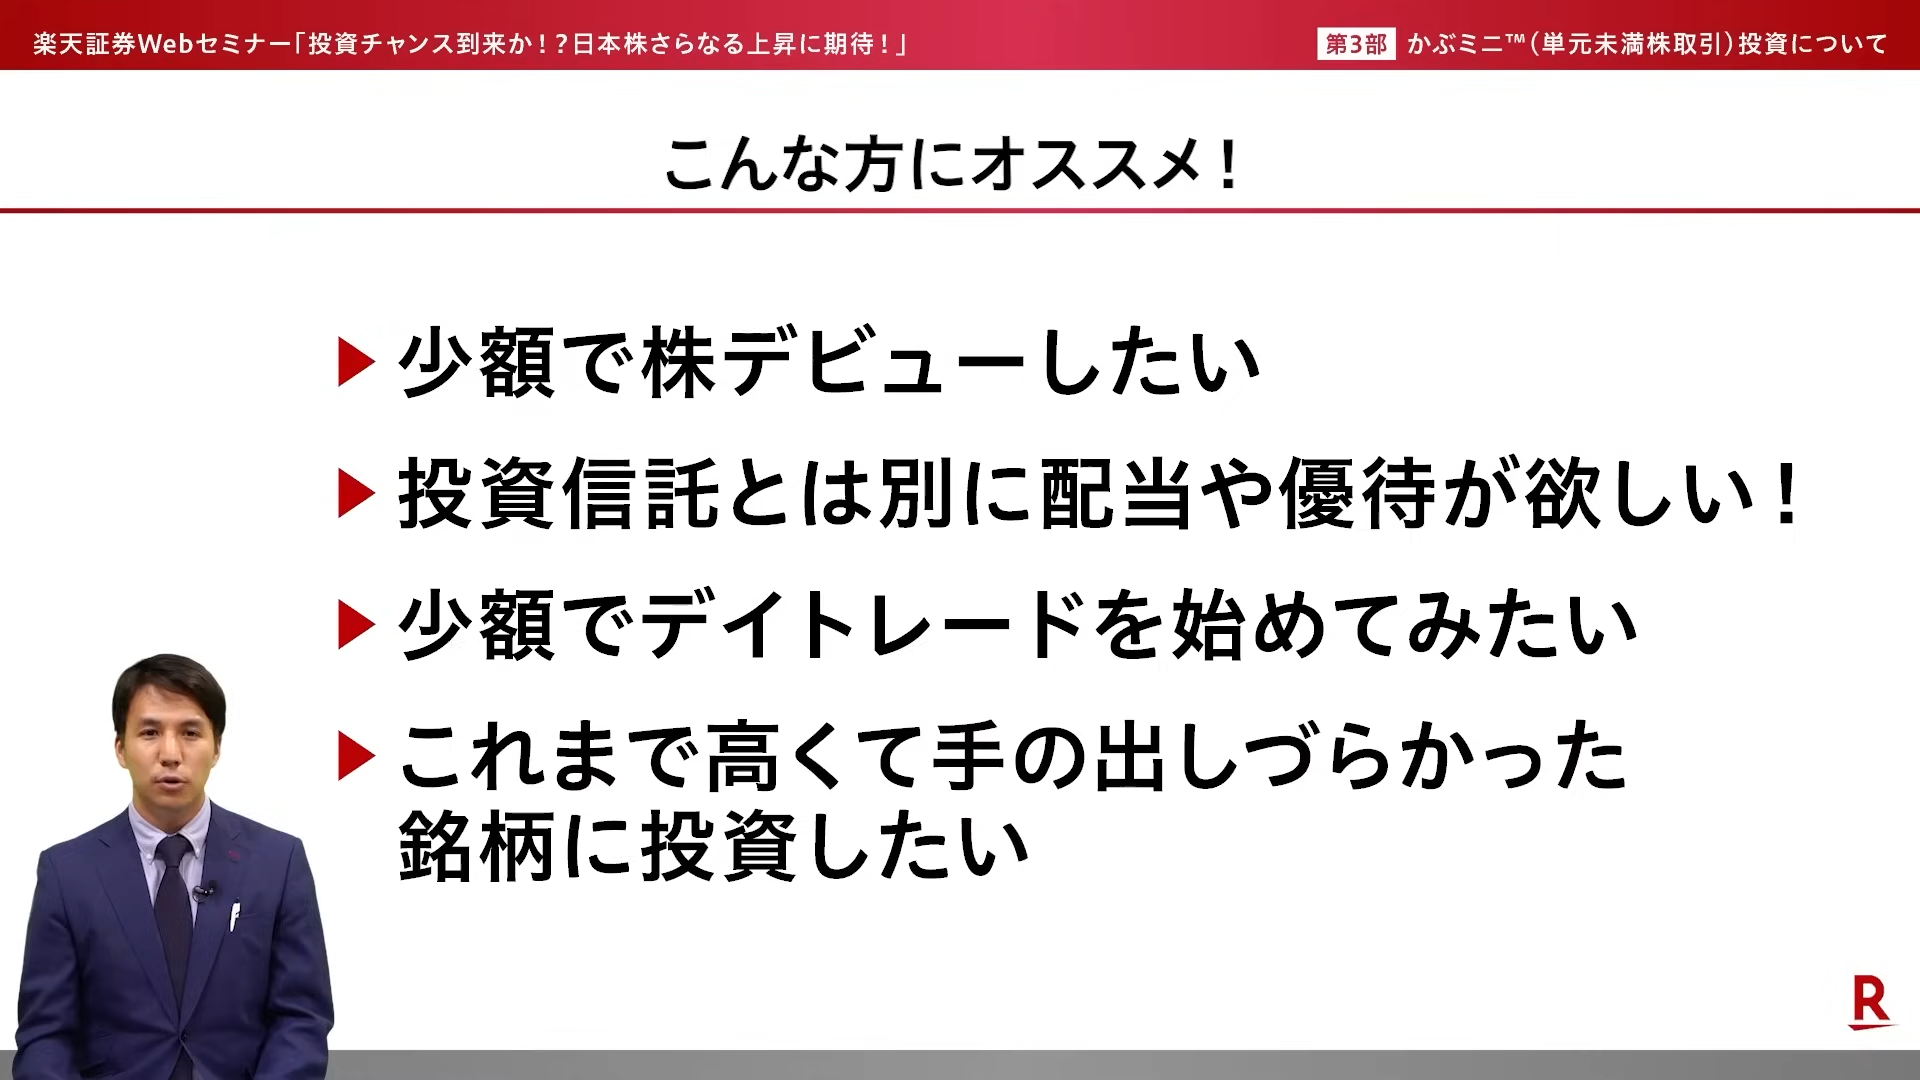 楽天証券Webセミナー「投資チャンス到来か！？日本株さらなる上昇に期待！」
第3部 かぶミニ™（単元未満株取引）投資について
こんな方にオススメ！
▶ 少額で株デビューしたい
▶ 投資信託とは別に配当や優待が欲しい！
▶ 少額でデイトレードを始めてみたい
▶ これまで高くて手の出しづらかった
銘柄に投資したい
R